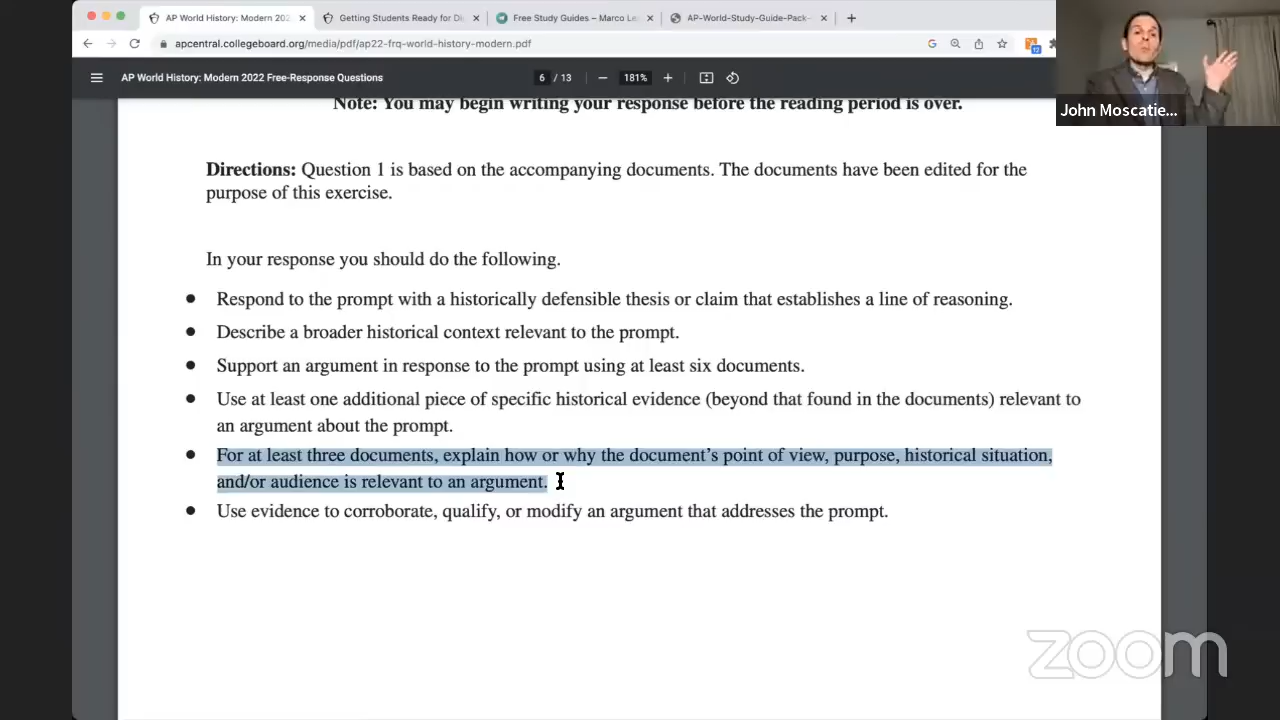 AP World History: Modern 202
Getting Students Ready for Di
Free Study Guides – Marco Le
AP-World-Study-Guide-Pack-
apcentral.collegeboard.org/media/pdf/ap22-frq-world-history-modern.pdf
12
AP World History: Modern 2022 Free-Response Questions
6 / 13
181%
John Moscatie...
Note: You may begin writing your response before the reading period is over.
Directions: Question 1 is based on the accompanying documents. The documents have been edited for the
purpose of this exercise.
In your response you should do the following.
• Respond to the prompt with a historically defensible thesis or claim that establishes a line of reasoning.
• Describe a broader historical context relevant to the prompt.
• Support an argument in response to the prompt using at least six documents.
• Use at least one additional piece of specific historical evidence (beyond that found in the documents) relevant to
an argument about the prompt.
• For at least three documents, explain how or why the document's point of view, purpose, historical situation,
and/or audience is relevant to an argument.
• Use evidence to corroborate, qualify, or modify an argument that addresses the prompt.
zoom